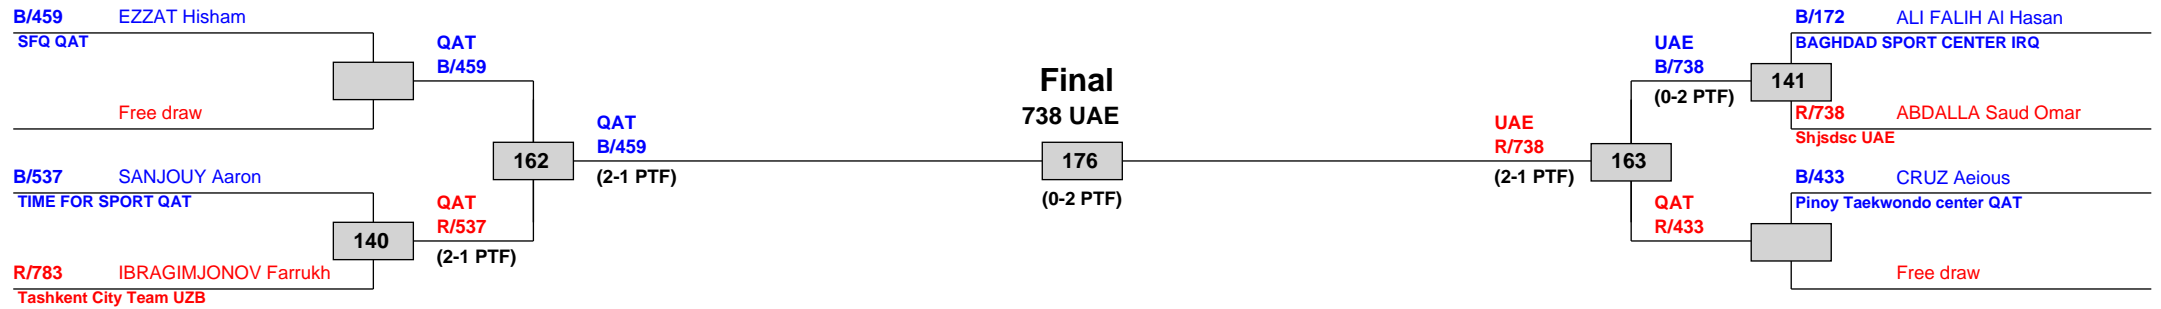 B/459 EZZAT Hisham
SFQ QAT
Free draw
B/537 SANJOUY Aaron
TIME FOR SPORT QAT
140
R/783 IBRAGIMJONOV Farrukh
Tashkent City Team UZB
QAT
B/459
162
QAT
R/537
(2-1 PTF)
QAT
B/459
(2-1 PTF)
Final
738 UAE
176
(0-2 PTF)
UAE
R/738
(2-1 PTF)
163
UAE
B/738
(0-2 PTF)
QAT
R/433
B/172 ALI FALIH Al Hasan
BAGHDAD SPORT CENTER IRQ
141
R/738 ABDALLA Saud Omar
Shjsdsc UAE
B/433 CRUZ Aeious
Pinoy Taekwondo center QAT
Free draw